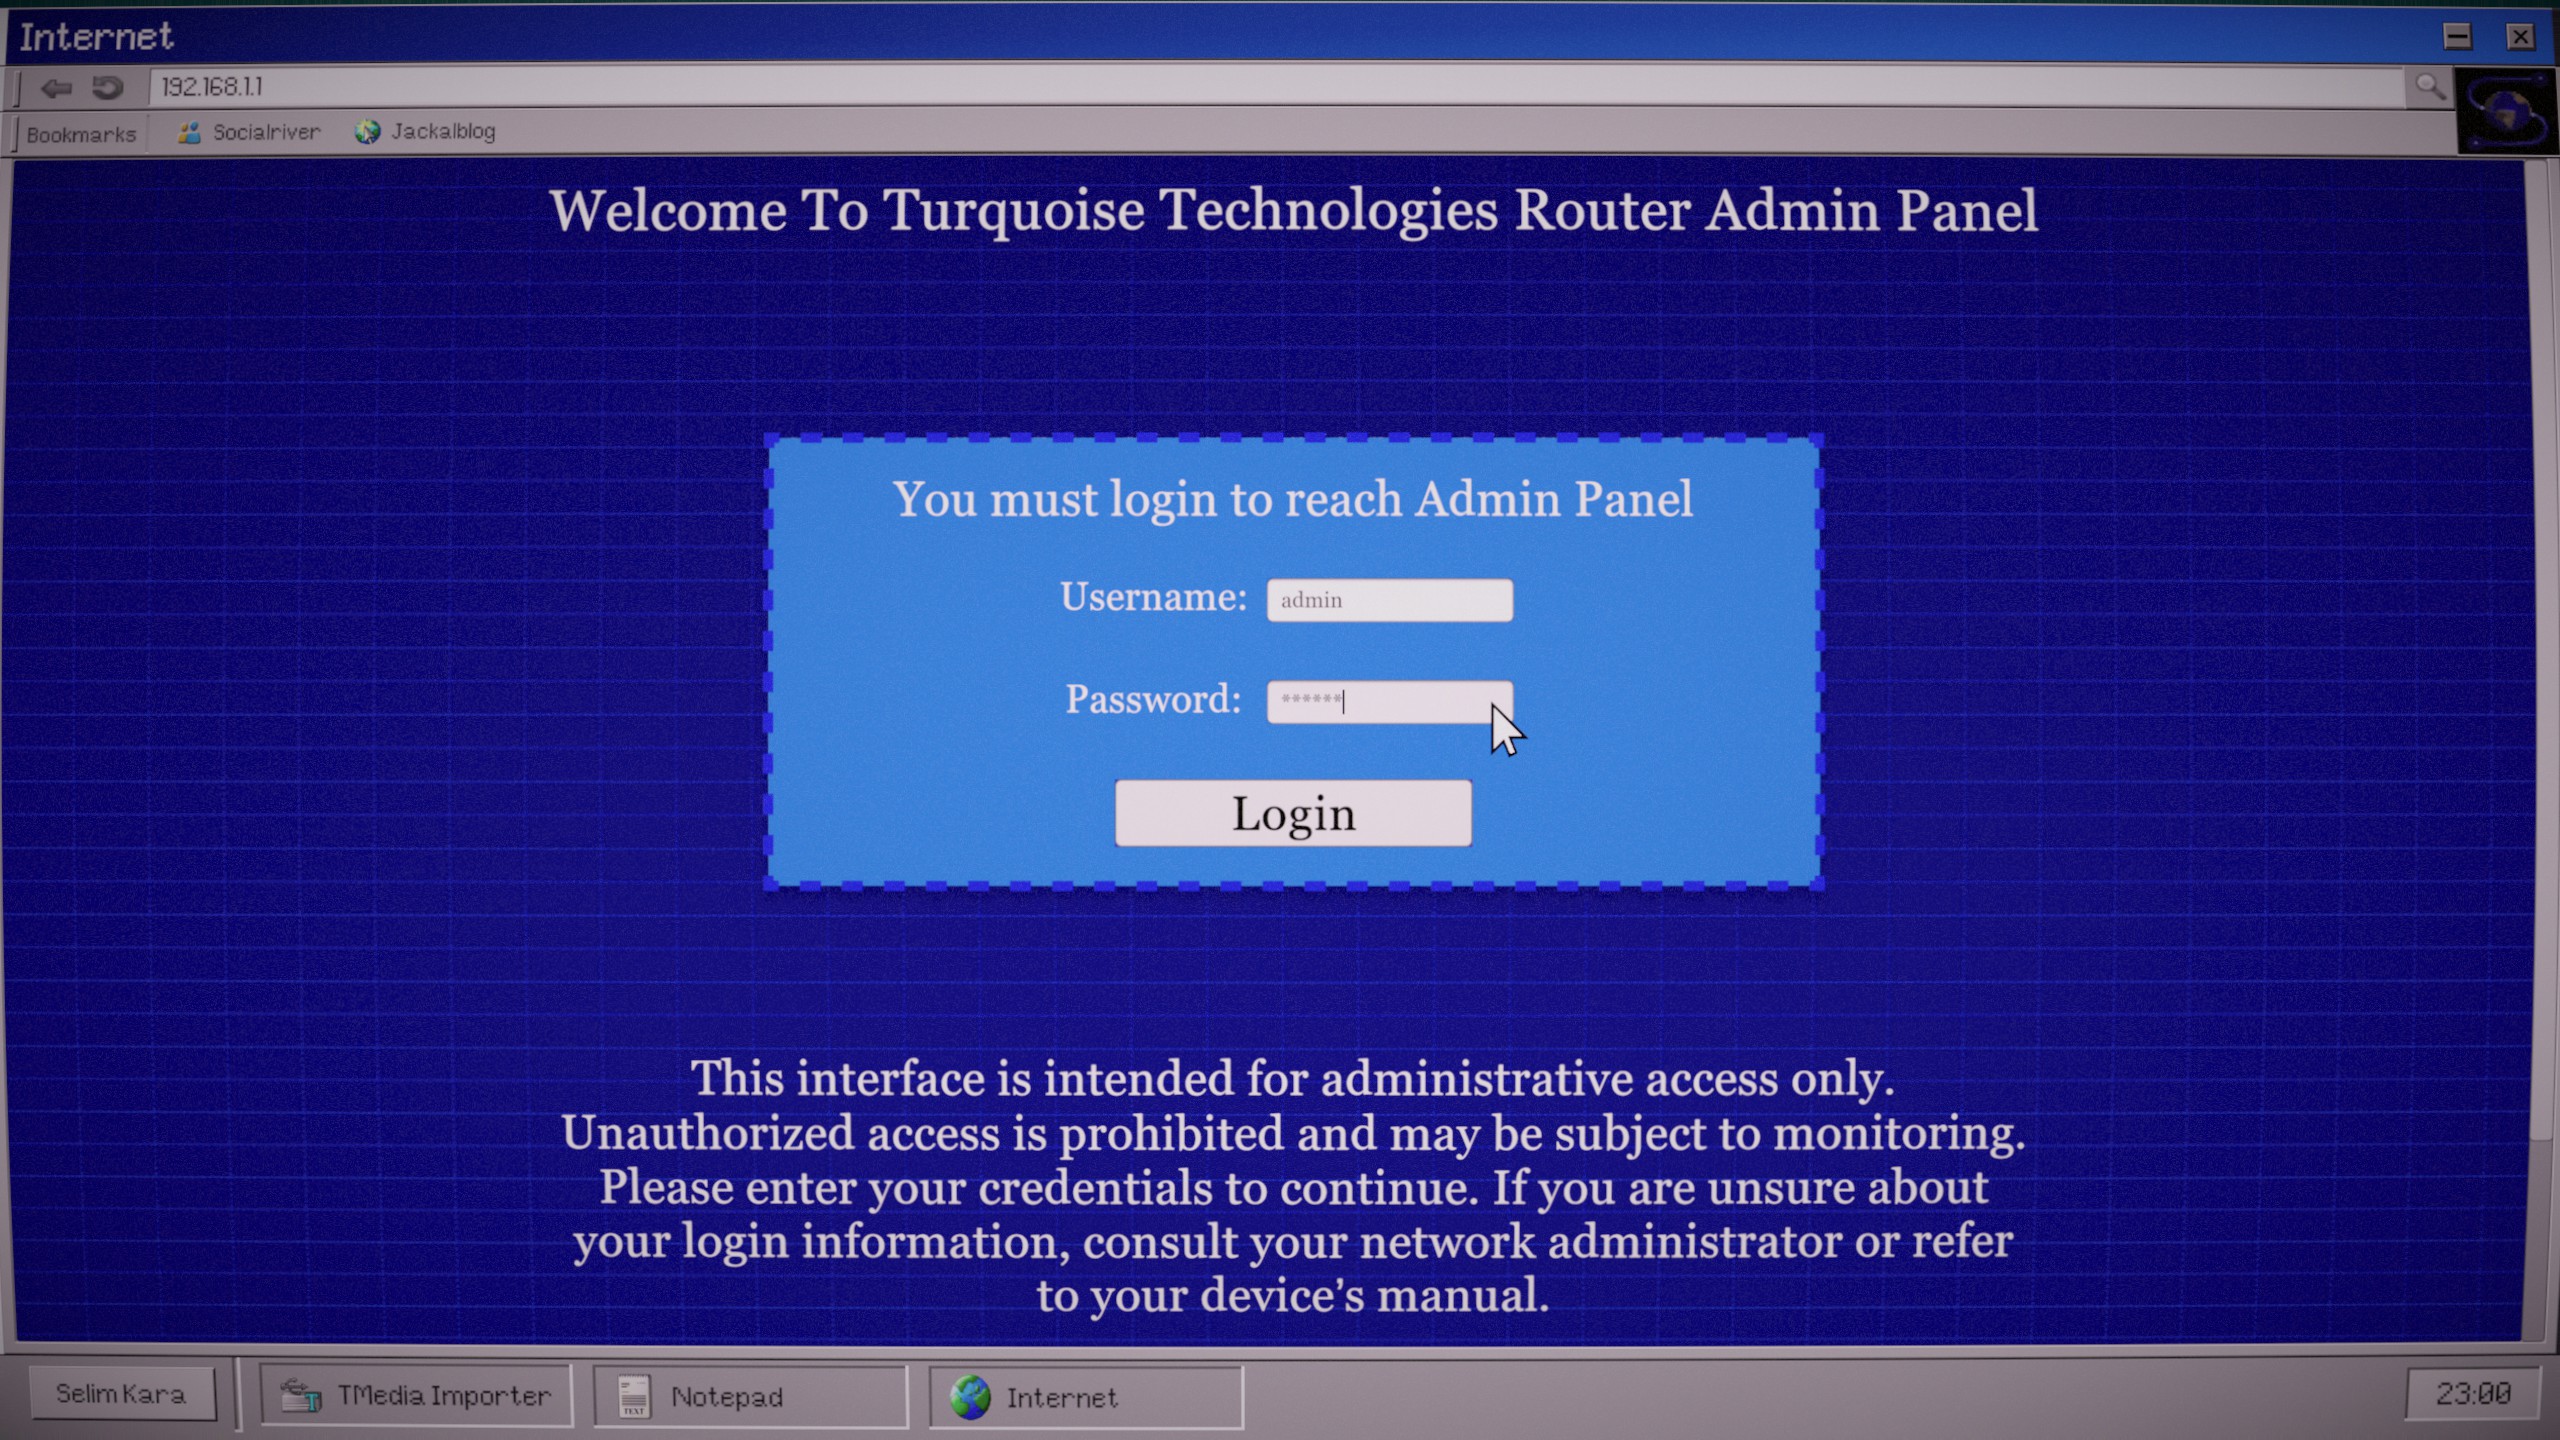 Internet
192.168.1.1
Bookmarks Socialriver Jackalblog
Welcome To Turquoise Technologies Router Admin Panel
You must login to reach Admin Panel
Username: admin
Password: ******
Login
This interface is intended for administrative access only.
Unauthorized access is prohibited and may be subject to monitoring.
Please enter your credentials to continue. If you are unsure about
your login information, consult your network administrator or refer
to your device’s manual.
Selim Kara TMedia Importer TEXT Notepad Internet 23:00